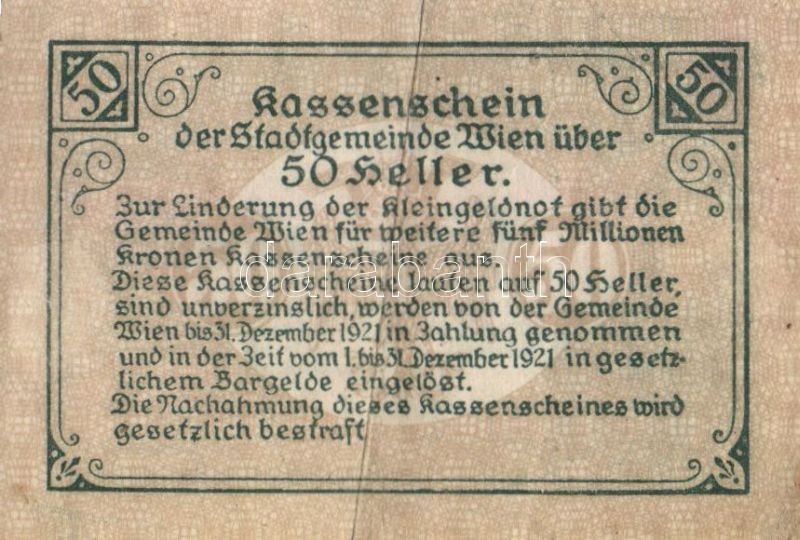 50
50
Kassenschein
der Stadtgemeinde Wien über
50 Heller.
Zur Linderung der Kleingeldnot gibt die
Gemeinde Wien für weitere fünf Millionen
Kronen Kassenscheine aus.
Diese Kassenscheine lauten auf 50 Heller,
sind unverzinslich, werden von der Gemeinde
Wien bis 31. Dezember 1921 in Zahlung genommen
und in der Zeit vom 1. bis 31. Dezember 1921 in gesetz-
lichem Bargelde eingelöst.
Die Nachahmung dieses Kassenscheines wird
gesetzlich bestraft
darabanth